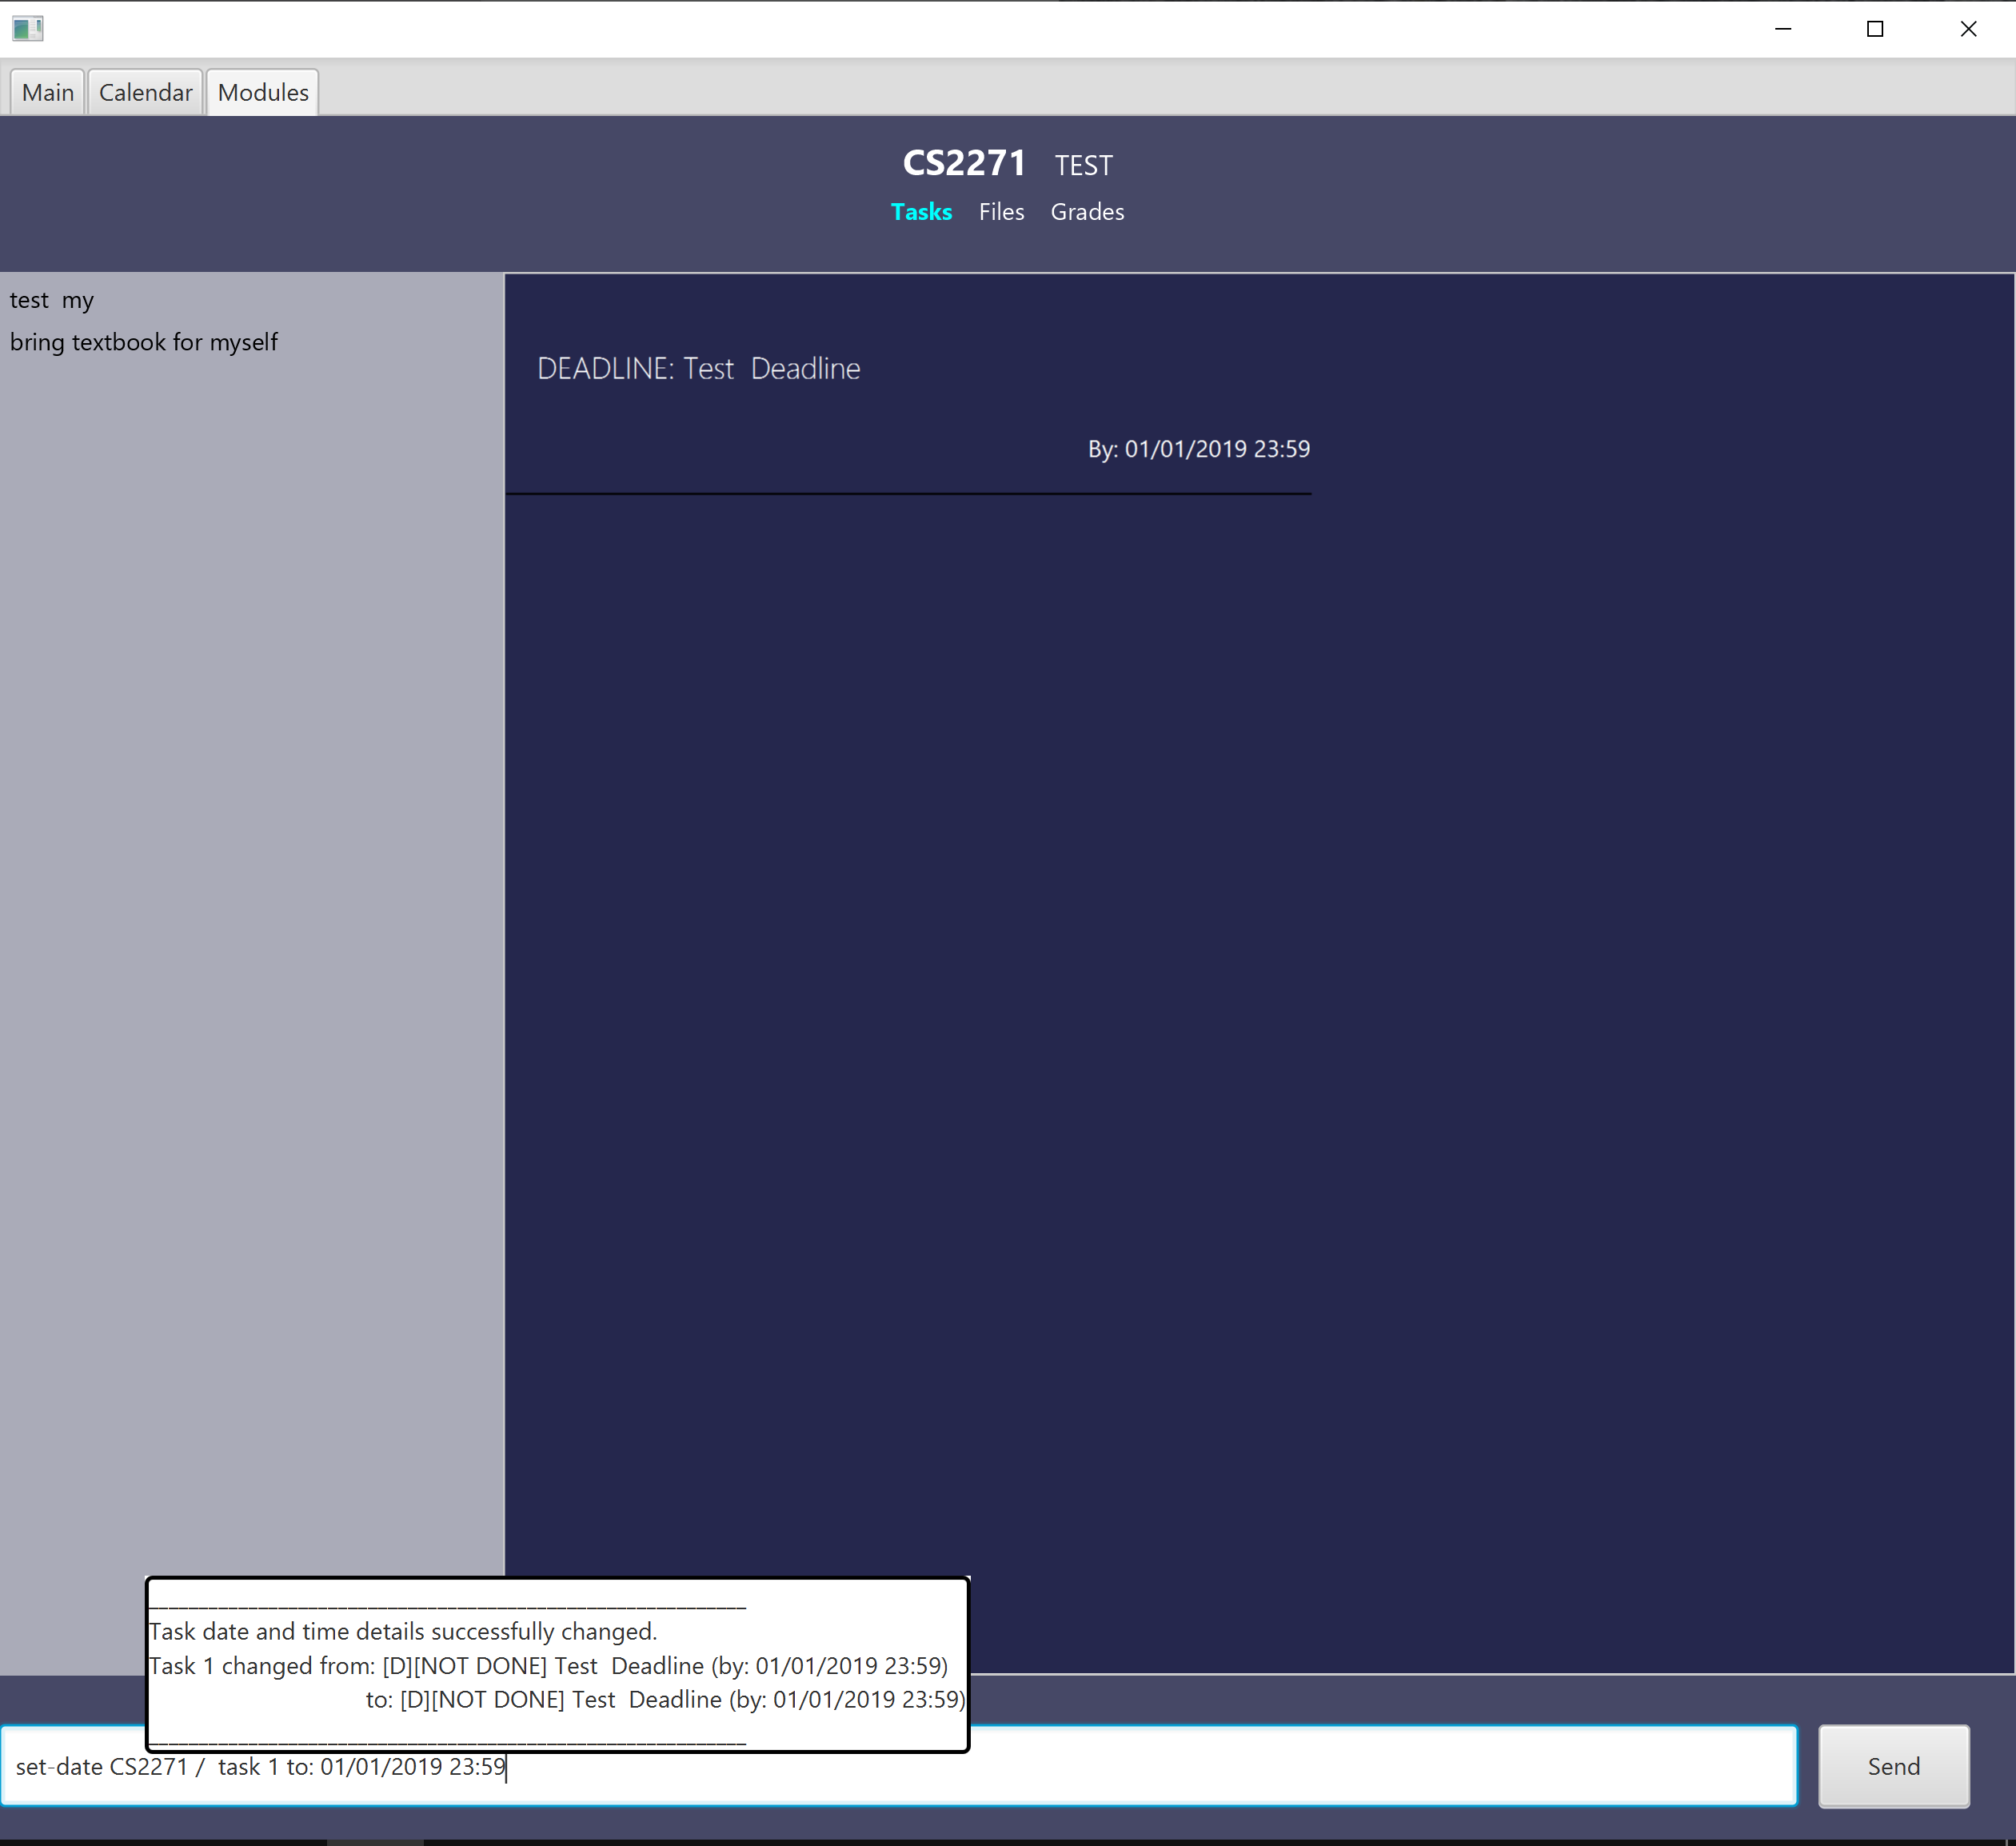 Main Calendar Modules
CS2271 TEST
Tasks Files Grades
test  my
bring textbook for myself
DEADLINE: Test  Deadline
By: 01/01/2019 23:59
____________________________________________________________
Task date and time details successfully changed.
Task 1 changed from: [D][NOT DONE] Test  Deadline (by: 01/01/2019 23:59)
to: [D][NOT DONE] Test  Deadline (by: 01/01/2019 23:59)
____________________________________________________________
set-date CS2271 /  task 1 to: 01/01/2019 23:59
Send